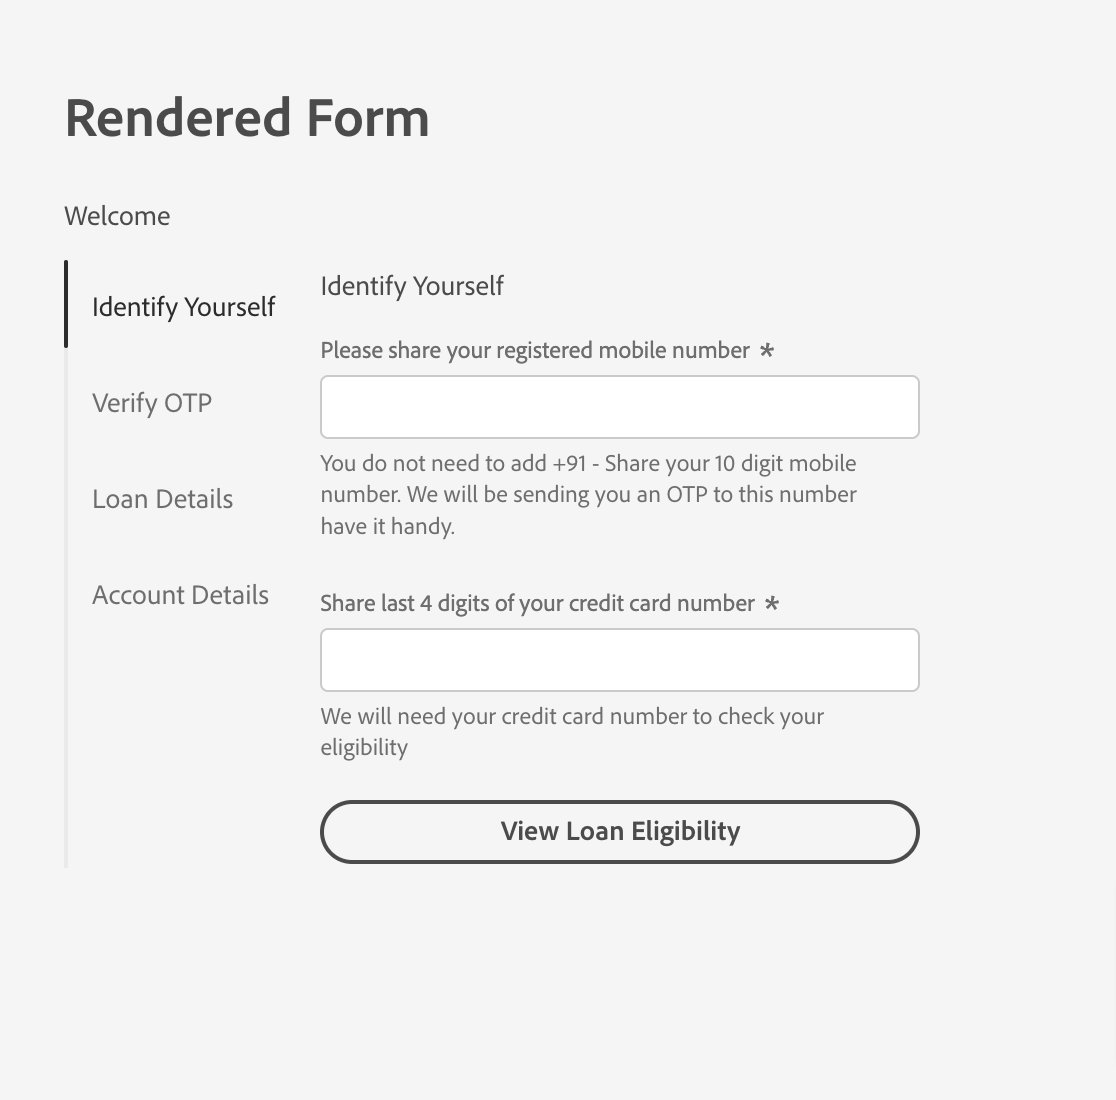 Rendered Form
Welcome
Identify Yourself
Verify OTP
Loan Details
Account Details
Identify Yourself
Please share your registered mobile number *
You do not need to add +91 - Share your 10 digit mobile
number. We will be sending you an OTP to this number
have it handy.
Share last 4 digits of your credit card number *
We will need your credit card number to check your
eligibility
View Loan Eligibility